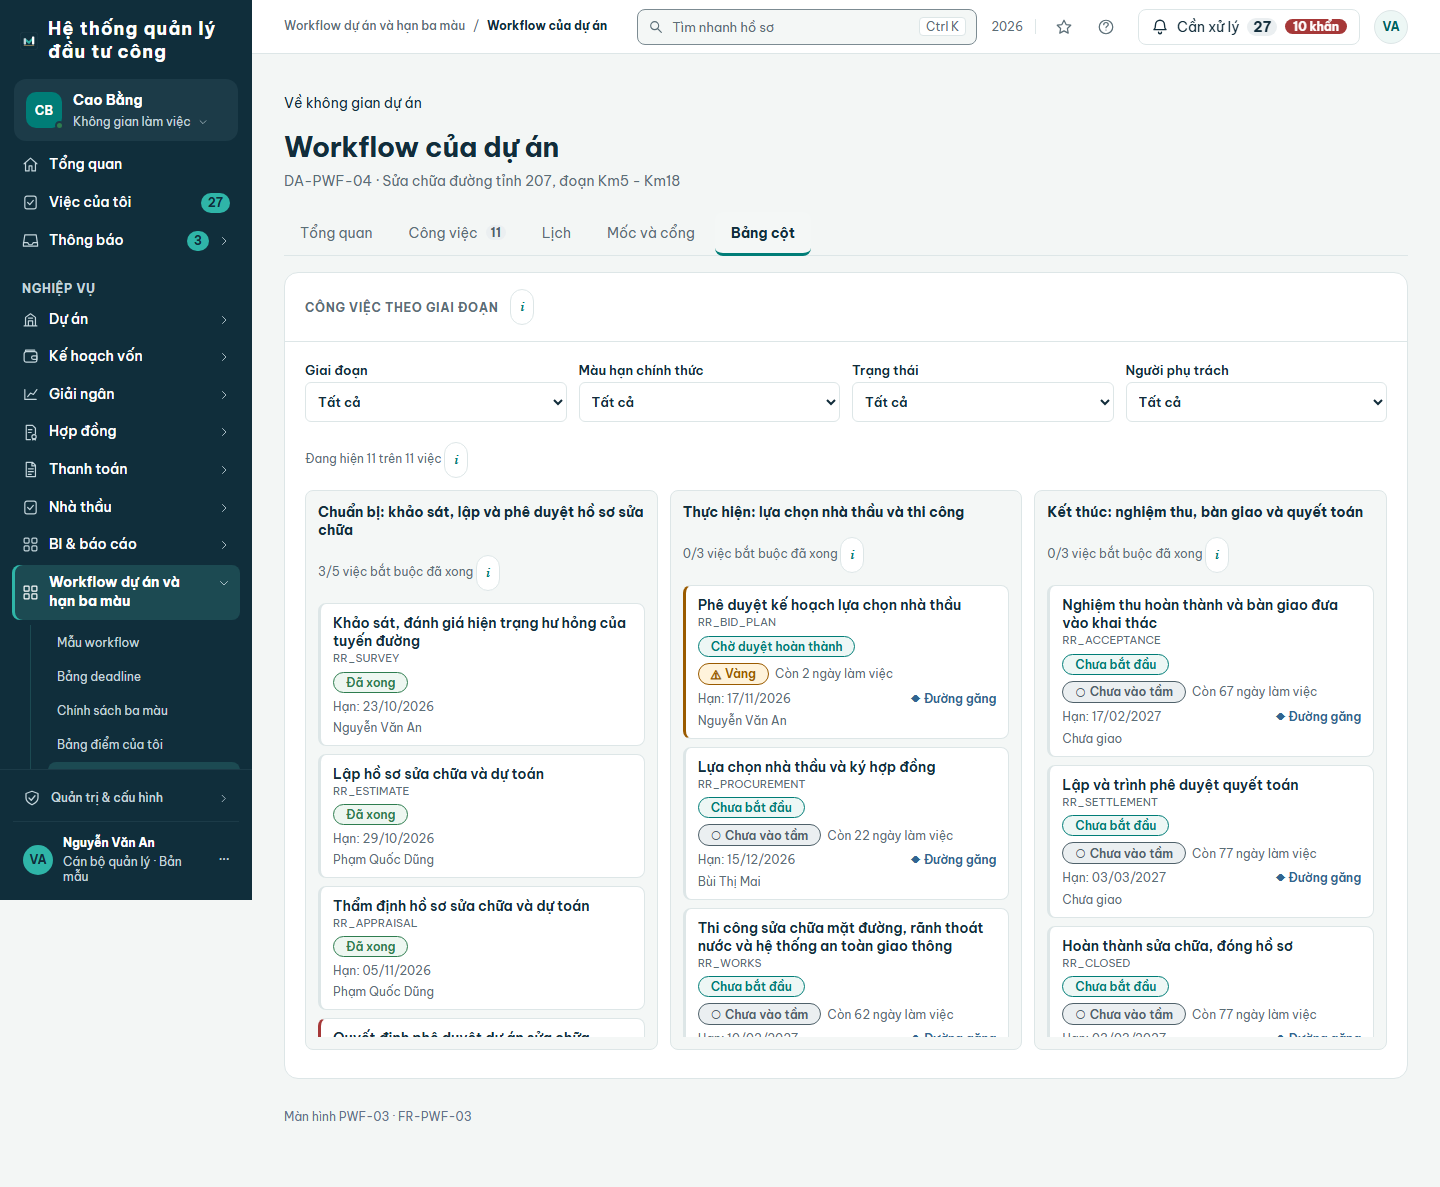 Hệ thống quản lý
đầu tư công
CB
Cao Bằng
Không gian làm việc
Tổng quan
Việc của tôi 27
Thông báo 3
NGHIỆP VỤ
Dự án
Kế hoạch vốn
Giải ngân
Hợp đồng
Thanh toán
Nhà thầu
BI & báo cáo
Workflow dự án và
hạn ba màu
Mẫu workflow
Bảng deadline
Chính sách ba màu
Bảng điểm của tôi
Quản trị & cấu hình
VA
Nguyễn Văn An
Cán bộ quản lý · Bản
mẫu
Workflow dự án và hạn ba màu / Workflow của dự án
Tìm nhanh hồ sơ Ctrl K
2026
Cần xử lý 27 10 khẩn
VA
Về không gian dự án
Workflow của dự án
DA-PWF-04 · Sửa chữa đường tỉnh 207, đoạn Km5 - Km18
Tổng quan Công việc 11 Lịch Mốc và cổng Bảng cột
CÔNG VIỆC THEO GIAI ĐOẠN i
Giai đoạn Màu hạn chính thức Trạng thái Người phụ trách
Tất cả Tất cả Tất cả Tất cả
Đang hiện 11 trên 11 việc i
Chuẩn bị: khảo sát, lập và phê duyệt hồ sơ sửa
chữa
3/5 việc bắt buộc đã xong i
Khảo sát, đánh giá hiện trạng hư hỏng của
tuyến đường
RR_SURVEY
Đã xong
Hạn: 23/10/2026
Nguyễn Văn An
Lập hồ sơ sửa chữa và dự toán
RR_ESTIMATE
Đã xong
Hạn: 29/10/2026
Phạm Quốc Dũng
Thẩm định hồ sơ sửa chữa và dự toán
RR_APPRAISAL
Đã xong
Hạn: 05/11/2026
Phạm Quốc Dũng
Quyết định phê duyệt dự án sửa chữa
Thực hiện: lựa chọn nhà thầu và thi công
0/3 việc bắt buộc đã xong i
Phê duyệt kế hoạch lựa chọn nhà thầu
RR_BID_PLAN
Chờ duyệt hoàn thành
Vàng Còn 2 ngày làm việc
Hạn: 17/11/2026 Đường găng
Nguyễn Văn An
Lựa chọn nhà thầu và ký hợp đồng
RR_PROCUREMENT
Chưa bắt đầu
Chưa vào tầm Còn 22 ngày làm việc
Hạn: 15/12/2026 Đường găng
Bùi Thị Mai
Thi công sửa chữa mặt đường, rãnh thoát
nước và hệ thống an toàn giao thông
RR_WORKS
Chưa bắt đầu
Chưa vào tầm Còn 62 ngày làm việc
Hạn: 10/02/2027 Đường găng
Kết thúc: nghiệm thu, bàn giao và quyết toán
0/3 việc bắt buộc đã xong i
Nghiệm thu hoàn thành và bàn giao đưa
vào khai thác
RR_ACCEPTANCE
Chưa bắt đầu
Chưa vào tầm Còn 67 ngày làm việc
Hạn: 17/02/2027 Đường găng
Chưa giao
Lập và trình phê duyệt quyết toán
RR_SETTLEMENT
Chưa bắt đầu
Chưa vào tầm Còn 77 ngày làm việc
Hạn: 03/03/2027 Đường găng
Chưa giao
Hoàn thành sửa chữa, đóng hồ sơ
RR_CLOSED
Chưa bắt đầu
Chưa vào tầm Còn 77 ngày làm việc
Hạn: 03/03/2027 Đường găng
Màn hình PWF-03 · FR-PWF-03